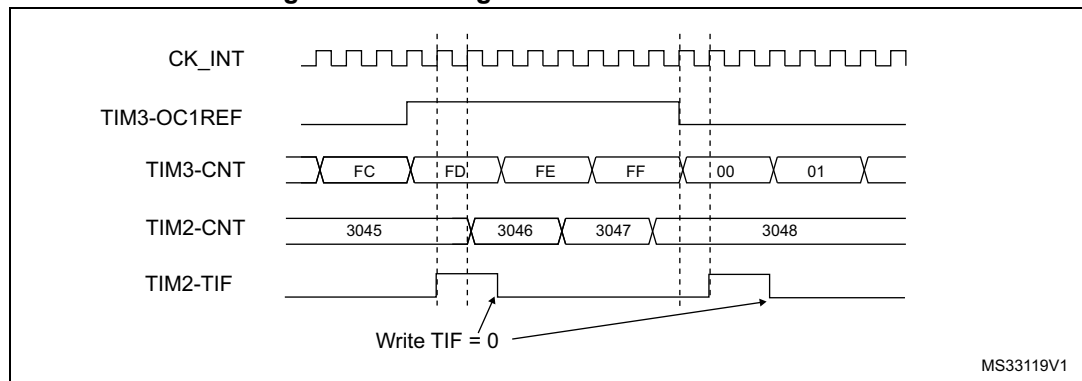 CK_INT
TIM3-OC1REF
TIM3-CNT FC FD FE FF 00 01
TIM2-CNT 3045 3046 3047 3048
TIM2-TIF
Write TIF = 0
MS33119V1